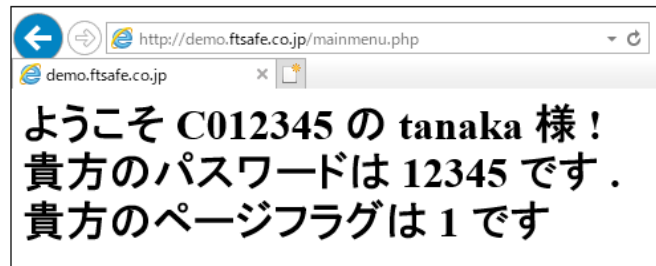 http://demo.ftsafe.co.jp/mainmenu.php
demo.ftsafe.co.jp
ようこそ C012345 の tanaka 様 !
貴方のパスワードは 12345 です .
貴方のページフラグは 1 です